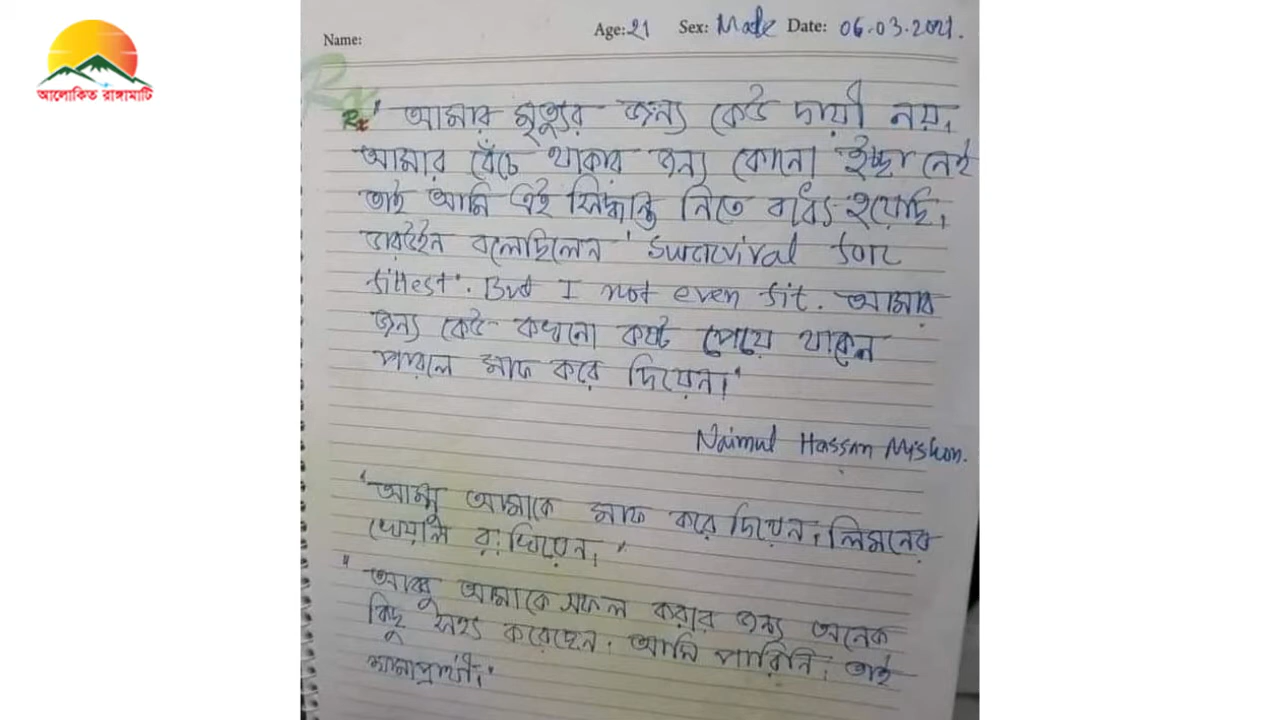 আলোকিত রাঙ্গামাটি
Name: Age: 21 Sex: Male Date: 06.03.2021.
Rx
" আমার মৃত্যুর জন্য কেউ দায়ী নয়,
আমার বেঁচে থাকার জন্য কোনো ইচ্ছা নেই
তাই আমি এই সিদ্ধান্ত নিতে বাধ্য হয়েছি,
ডারউইন বলেছিলেন ' Survival for
fittest'. But I not even fit. আমার
জন্য কেউ কখনো কষ্ট পেয়ে থাকেন
পারলে মাফ করে দিয়েন।"
Naimul Hassan Mishon.
"আম্মু আমাকে মাফ করে দিয়েন, লিমনের
খেয়াল রাখিয়েন, "
" আব্বু আমাকে সফল করার জন্য অনেক
কিছু সহ্য করেছেন. আমি পারিনি, তাই
ক্ষমাপ্রার্থী,"